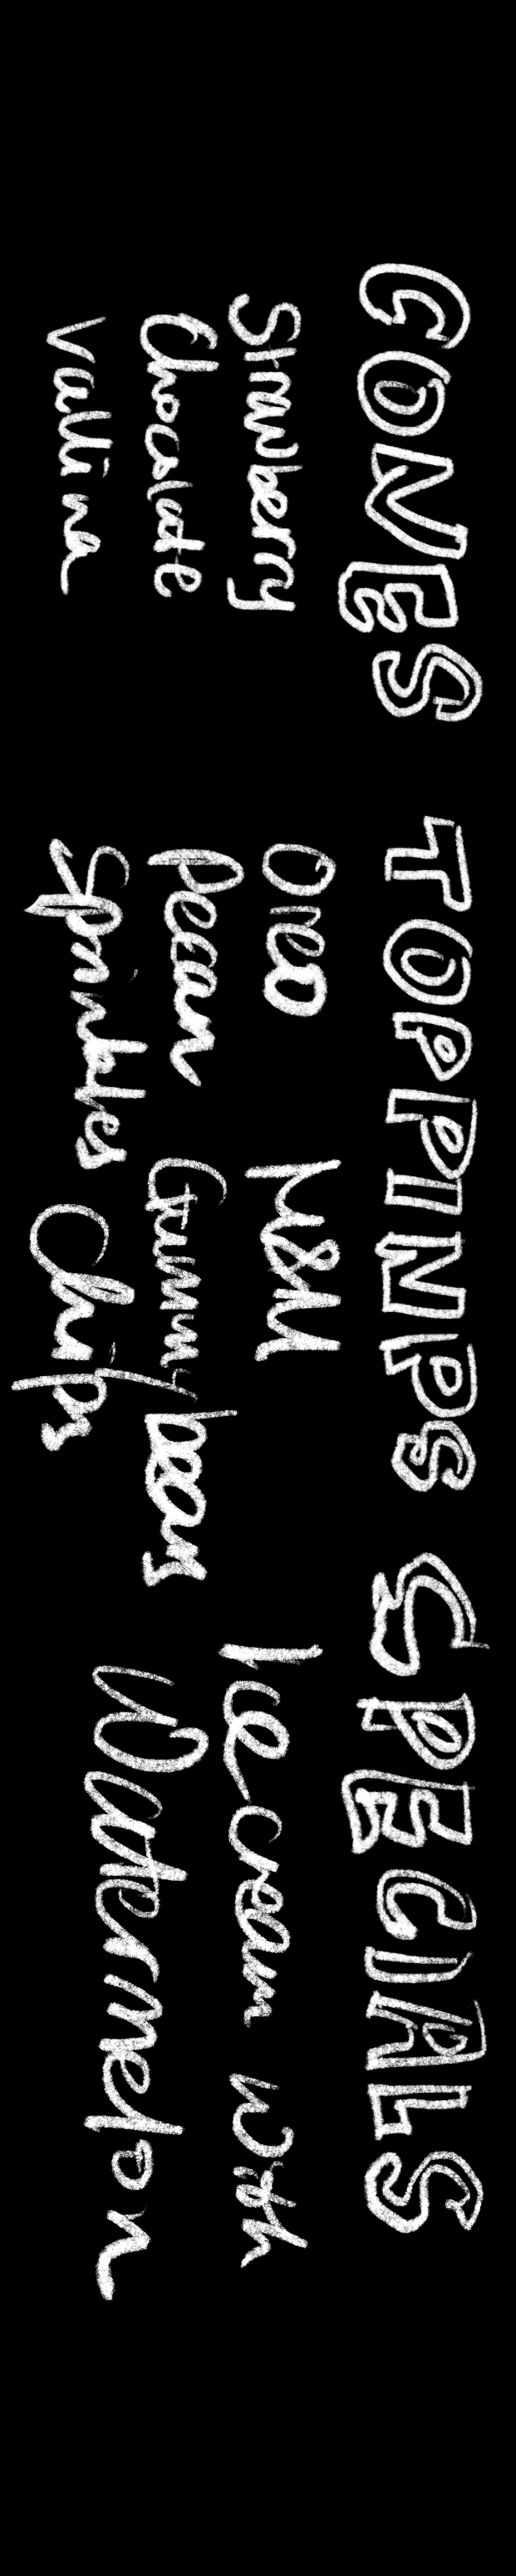 CONES
Strawberry
Chocolate
Vallina
TOPPINPS
Oreo M&M
Pecan Gummy bears
Sprinkles Chips
SPECIALS
Ice cream with
Watermelon